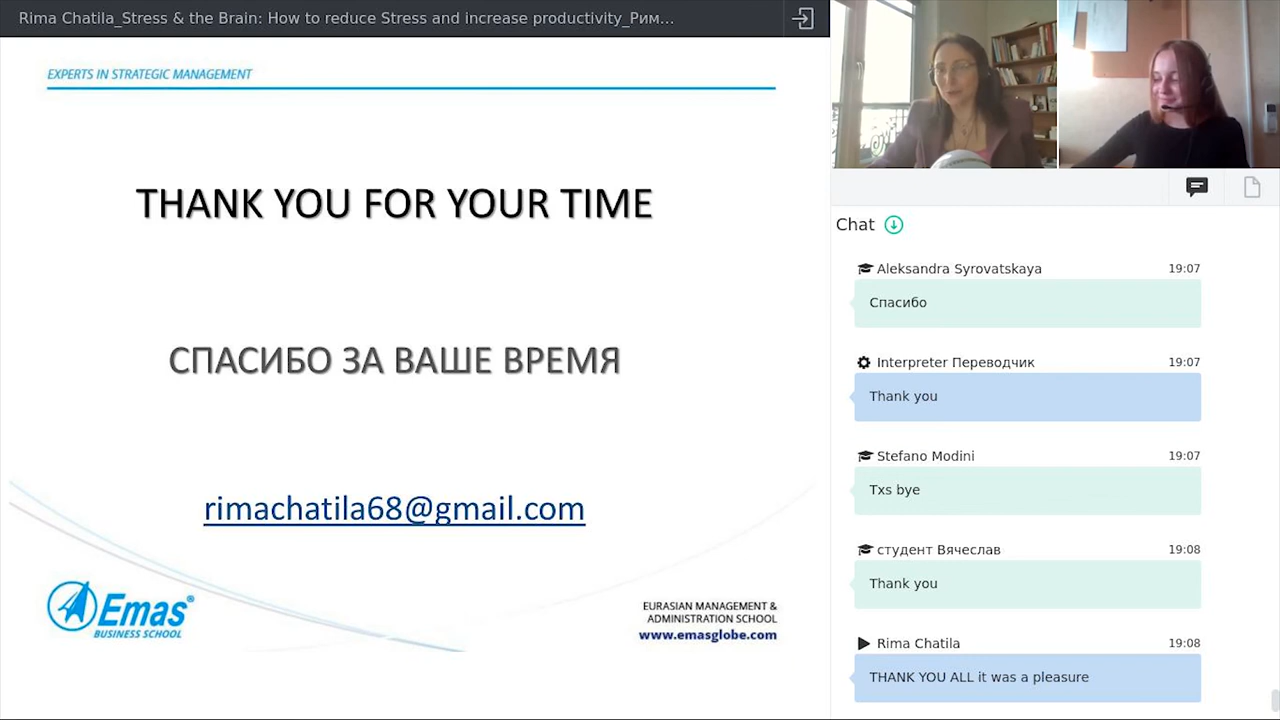 Rima Chatila_Stress & the Brain: How to reduce Stress and increase productivity_Рим...
EXPERTS IN STRATEGIC MANAGEMENT
THANK YOU FOR YOUR TIME
СПАСИБО ЗА ВАШЕ ВРЕМЯ
rimachatila68@gmail.com
Emas®
BUSINESS SCHOOL
EURASIAN MANAGEMENT &
ADMINISTRATION SCHOOL
www.emasglobe.com
Chat
Aleksandra Syrovatskaya 19:07
Спасибо
Interpreter Переводчик 19:07
Thank you
Stefano Modini 19:07
Txs bye
студент Вячеслав 19:08
Thank you
Rima Chatila 19:08
THANK YOU ALL it was a pleasure